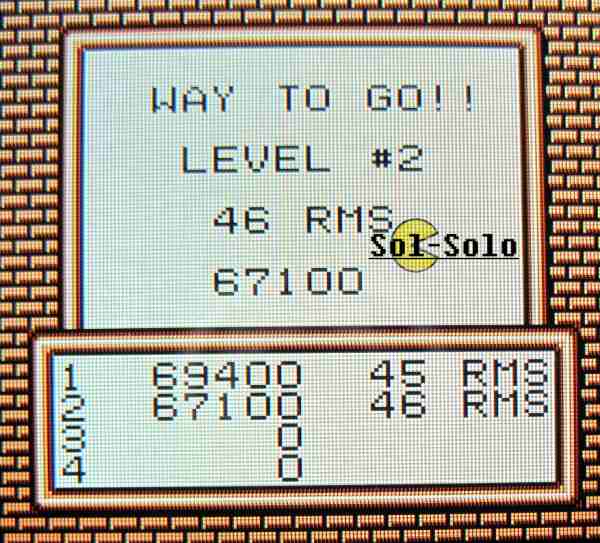 WAY TO GO!!
LEVEL #2
46 RMS
Sol-Solo
67100
1 69400 45 RMS
2 67100 46 RMS
3 0
4 0